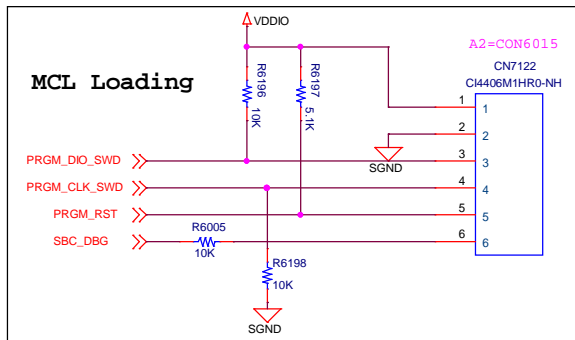 VDDIO
A2=CON6015
MCL Loading
R6196
10K
R6197
5.1K
CN7122
CI4406M1HR0-NH
1 1
2 2
SGND
PRGM_DIO_SWD
3 3
PRGM_CLK_SWD
4 4
PRGM_RST
5 5
SBC_DBG
R6005
10K
6 6
R6198
10K
SGND